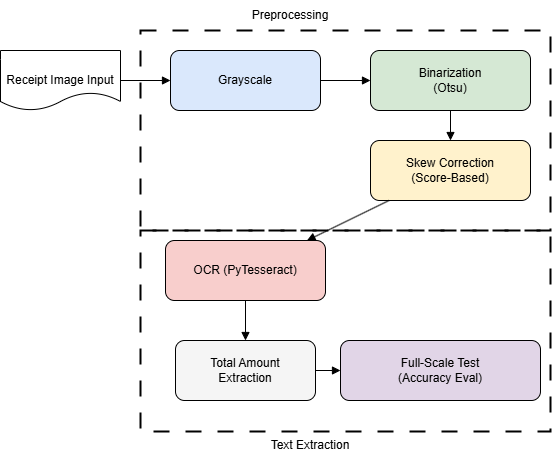 Preprocessing
Receipt Image Input
Grayscale
Binarization
(Otsu)
Skew Correction
(Score-Based)
OCR (PyTesseract)
Total Amount
Extraction
Full-Scale Test
(Accuracy Eval)
Text Extraction